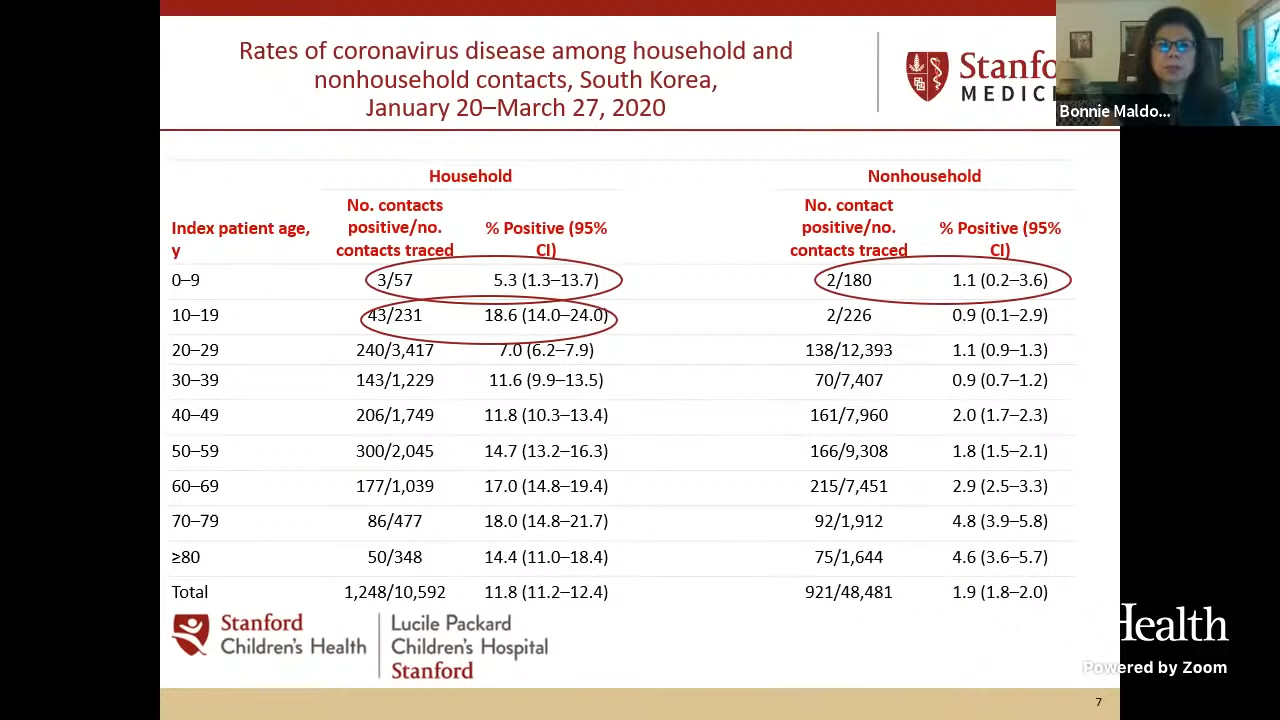 Rates of coronavirus disease among household and
nonhousehold contacts, South Korea,
January 20–March 27, 2020
Stanfo
MEDIC
Bonnie Maldo...
Household
Nonhousehold
Index patient age,
y
No. contacts
positive/no.
contacts traced
% Positive (95%
CI)
No. contact
positive/no.
contacts traced
% Positive (95%
CI)
0–9 3/57 5.3 (1.3–13.7) 2/180 1.1 (0.2–3.6)
10–19 43/231 18.6 (14.0–24.0) 2/226 0.9 (0.1–2.9)
20–29 240/3,417 7.0 (6.2–7.9) 138/12,393 1.1 (0.9–1.3)
30–39 143/1,229 11.6 (9.9–13.5) 70/7,407 0.9 (0.7–1.2)
40–49 206/1,749 11.8 (10.3–13.4) 161/7,960 2.0 (1.7–2.3)
50–59 300/2,045 14.7 (13.2–16.3) 166/9,308 1.8 (1.5–2.1)
60–69 177/1,039 17.0 (14.8–19.4) 215/7,451 2.9 (2.5–3.3)
70–79 86/477 18.0 (14.8–21.7) 92/1,912 4.8 (3.9–5.8)
≥80 50/348 14.4 (11.0–18.4) 75/1,644 4.6 (3.6–5.7)
Total 1,248/10,592 11.8 (11.2–12.4) 921/48,481 1.9 (1.8–2.0)
Stanford
Children's Health
Lucile Packard
Children's Hospital
Stanford
Health
Powered by Zoom
7